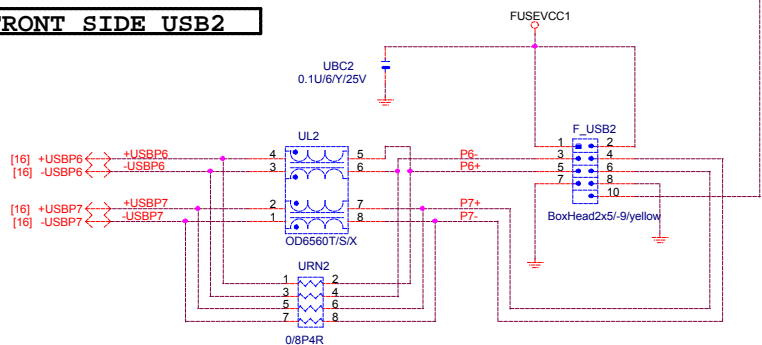 FRONT SIDE USB2
FUSEVCC1
UBC2
0.1U/6/Y/25V
F_USB2
1 2
3 4
5 6
7 8
10
BoxHead2x5/-9/yellow
UL2
[16] +USBP6 +USBP6 4 5 P6-
[16] -USBP6 -USBP6 3 6 P6+
[16] +USBP7 +USBP7 2 7 P7+
[16] -USBP7 -USBP7 1 8 P7-
OD6560T/S/X
URN2
1 2
3 4
5 6
7 8
0/8P4R